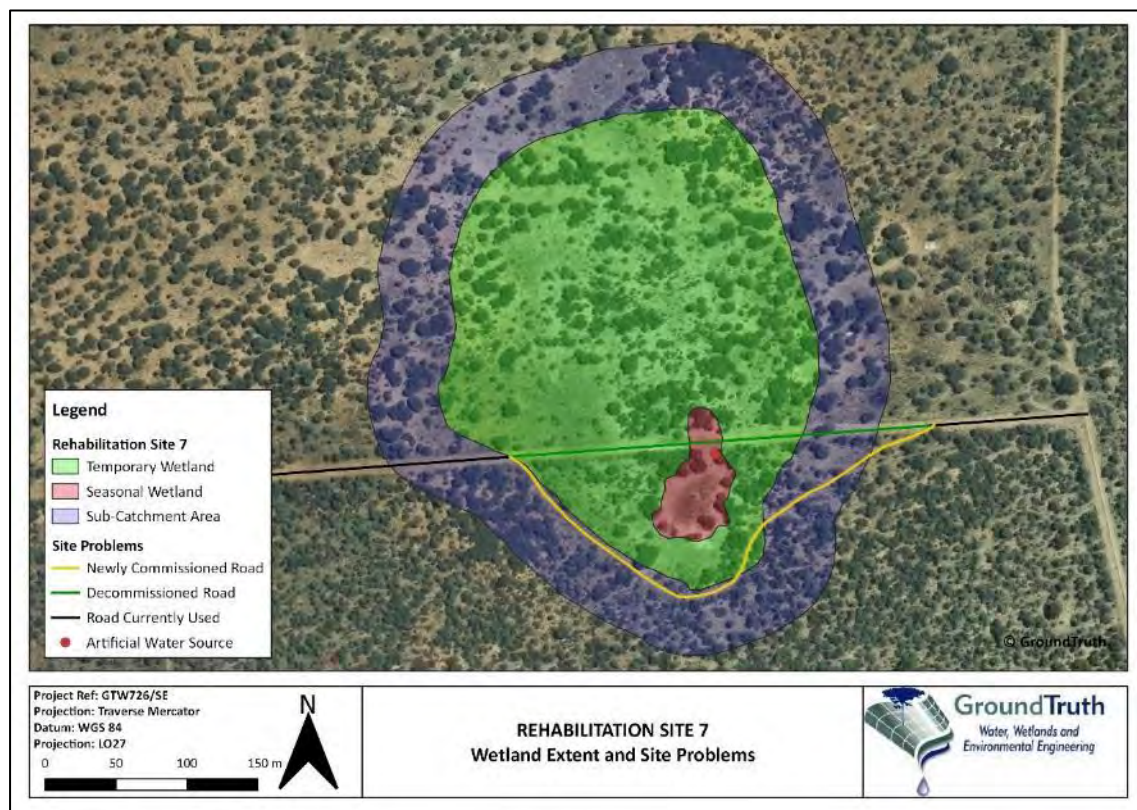 Legend
Rehabilitation Site 7
Temporary Wetland
Seasonal Wetland
Sub-Catchment Area
Site Problems
Newly Commissioned Road
Decommissioned Road
Road Currently Used
Artificial Water Source
© GroundTruth
Project Ref: GTW726/SE
Projection: Traverse Mercator
Datum: WGS 84
Projection: LO27
0 50 100 150 m
N
REHABILITATION SITE 7
Wetland Extent and Site Problems
GroundTruth
Water, Wetlands and
Environmental Engineering